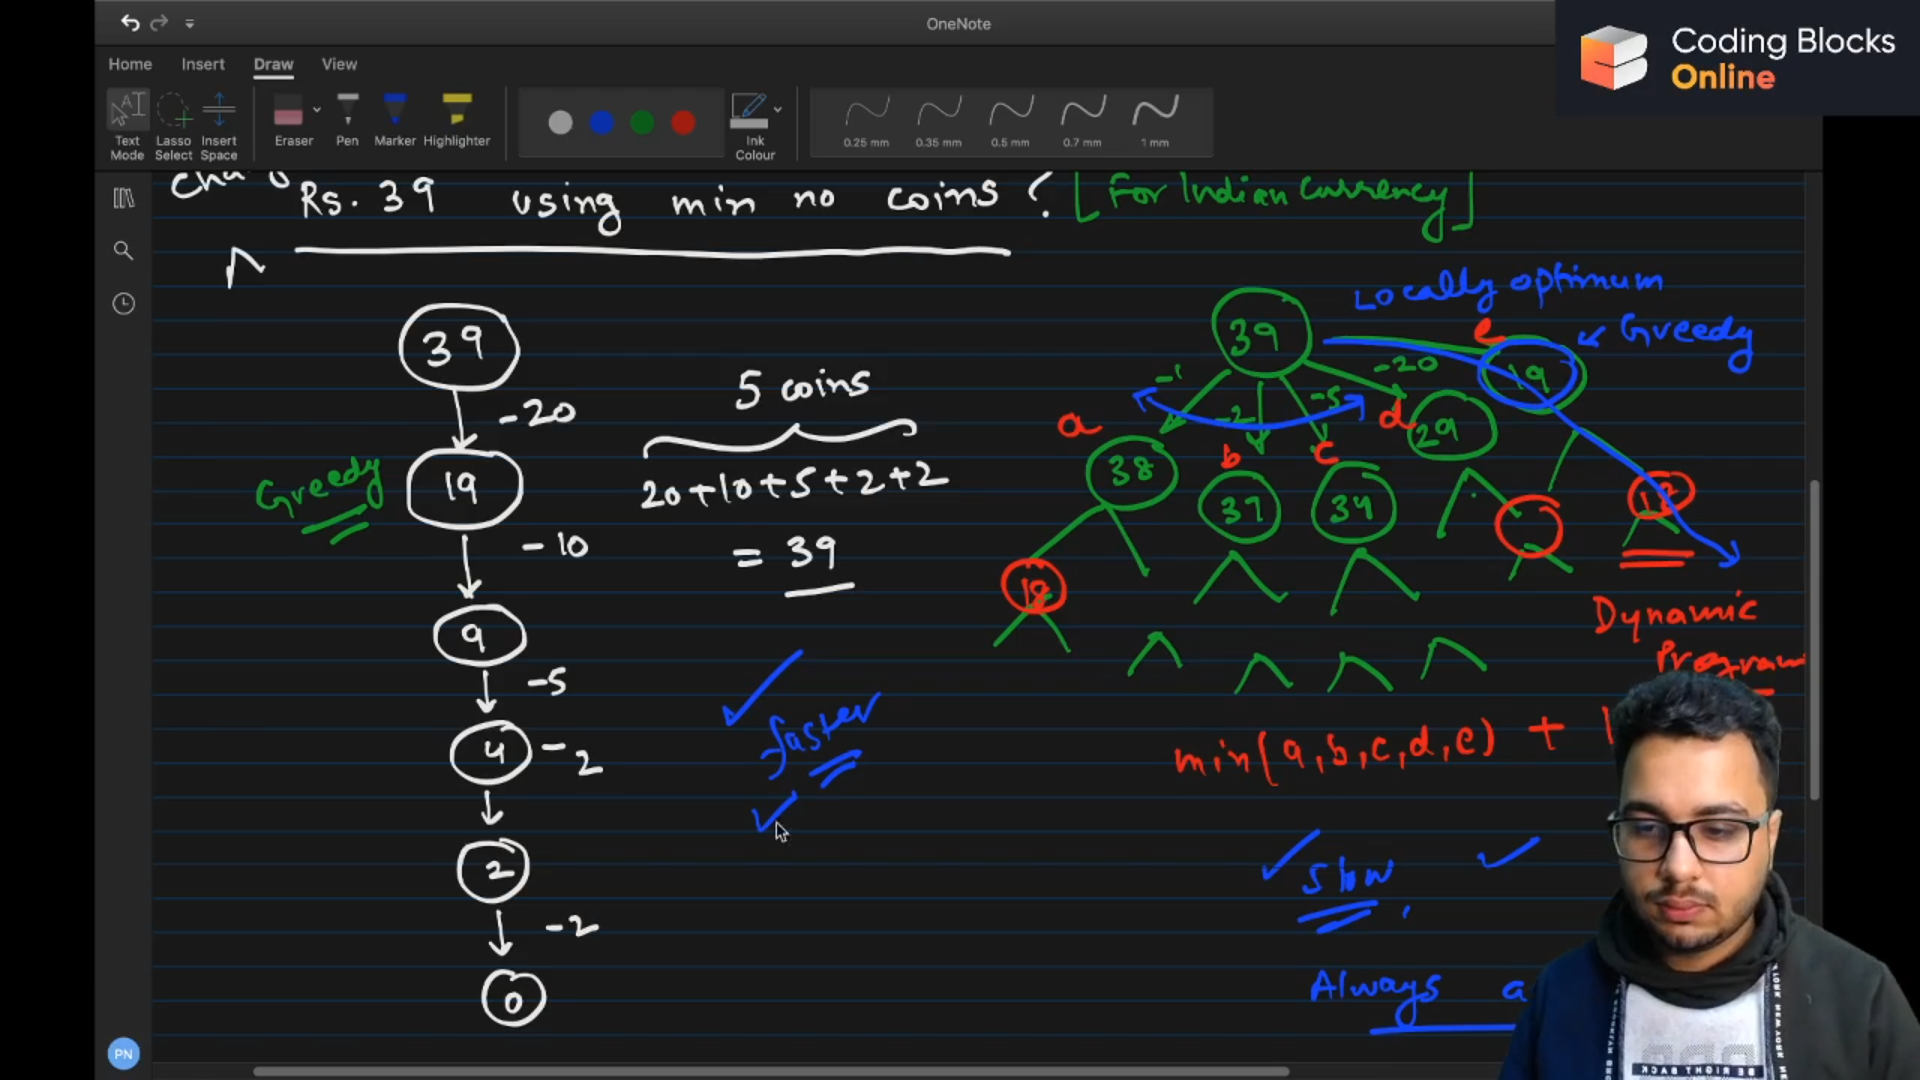 OneNote
Coding Blocks
Online
Home Insert Draw View
Text Mode
Lasso Select
Insert Space
Eraser
Pen
Marker
Highlighter
Ink Colour
0.25 mm
0.35 mm
0.5 mm
0.7 mm
1 mm
Rs. 39 using min no coins ? [For Indian Currency]
39
-20
19
Greedy
-10
9
-5
4
-2
2
-2
0
5 coins
20+10+5+2+2
= 39
faster
Locally optimum
Greedy
39
e
19
-1
-2
-5
-20
a
b
c
d
38
37
34
29
Dynamic
Program
min(a,b,c,d,e) + 1
Slow
Always a
PN
BE RIGHT BACK